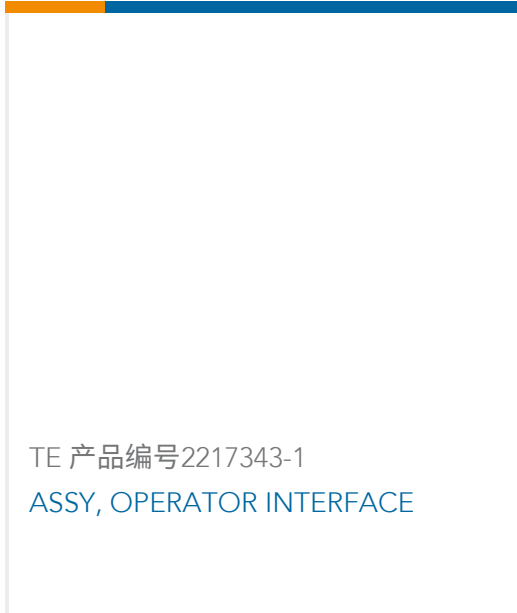 TE 产品编号2217343-1
ASSY, OPERATOR INTERFACE